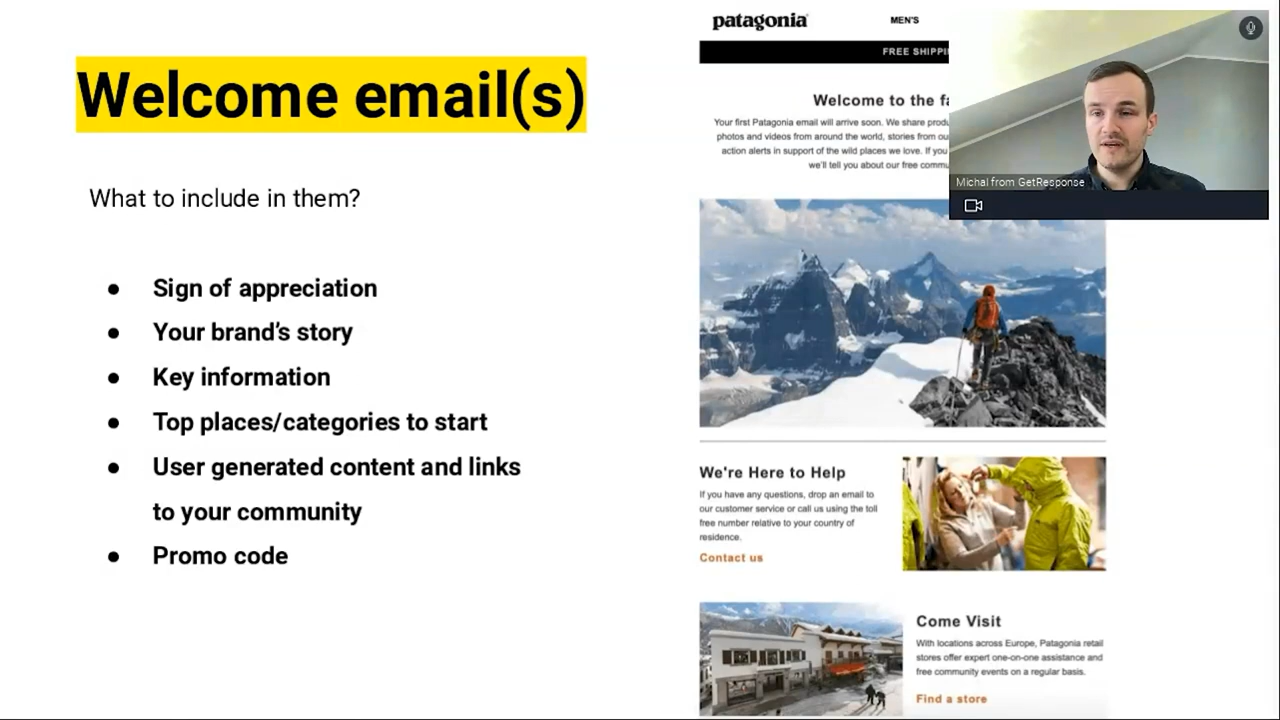 Welcome email(s)
What to include in them?
● Sign of appreciation
● Your brand's story
● Key information
● Top places/categories to start
● User generated content and links
to your community
● Promo code
patagonia
MEN'S
FREE
Welcome to the
Your first Patagonia email will arrive soon. We share
photos and videos from around the world, stories from
action alerts in support of the wild places we love. If you
we'll tell you about our free
We're Here to Help
If you have any questions, drop an email to
our customer service or call us using the toll
free number relative to your country of
residence.
Contact us
Come Visit
With locations across Europe, Patagonia retail
stores offer expert one-on-one assistance and
free community events on a regular basis.
Find a store
Michal from GetResponse